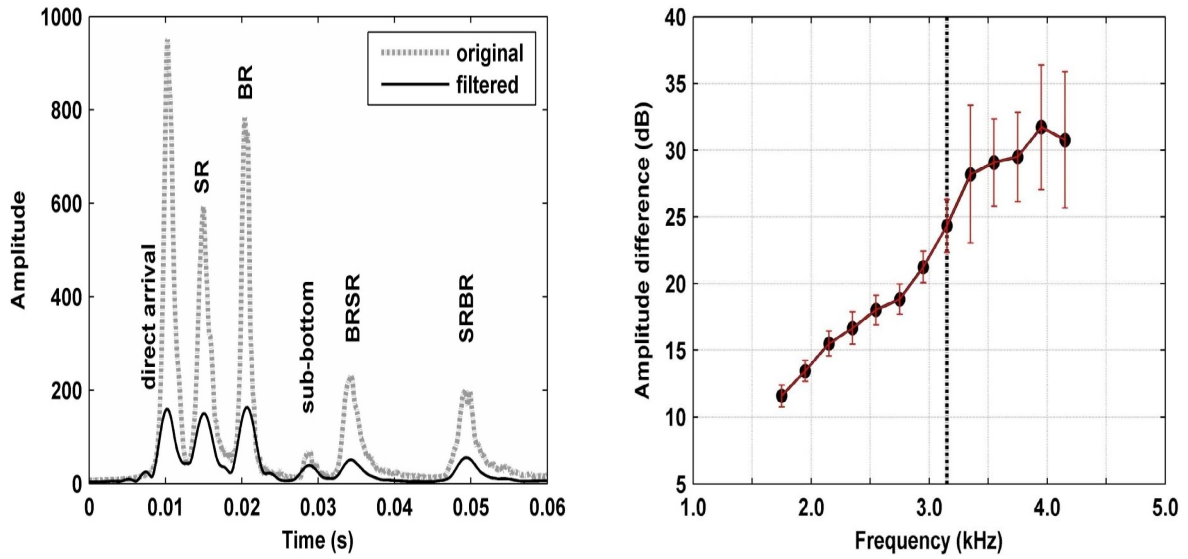 1000
800
600
400
200
0
Amplitude
0
0.01
0.02
0.03
0.04
0.05
0.06
Time (s)
original
filtered
direct arrival
SR
BR
sub-bottom
BRSR
SRBR
40
35
30
25
20
15
10
5
Amplitude difference (dB)
1.0
2.0
3.0
4.0
5.0
Frequency (kHz)